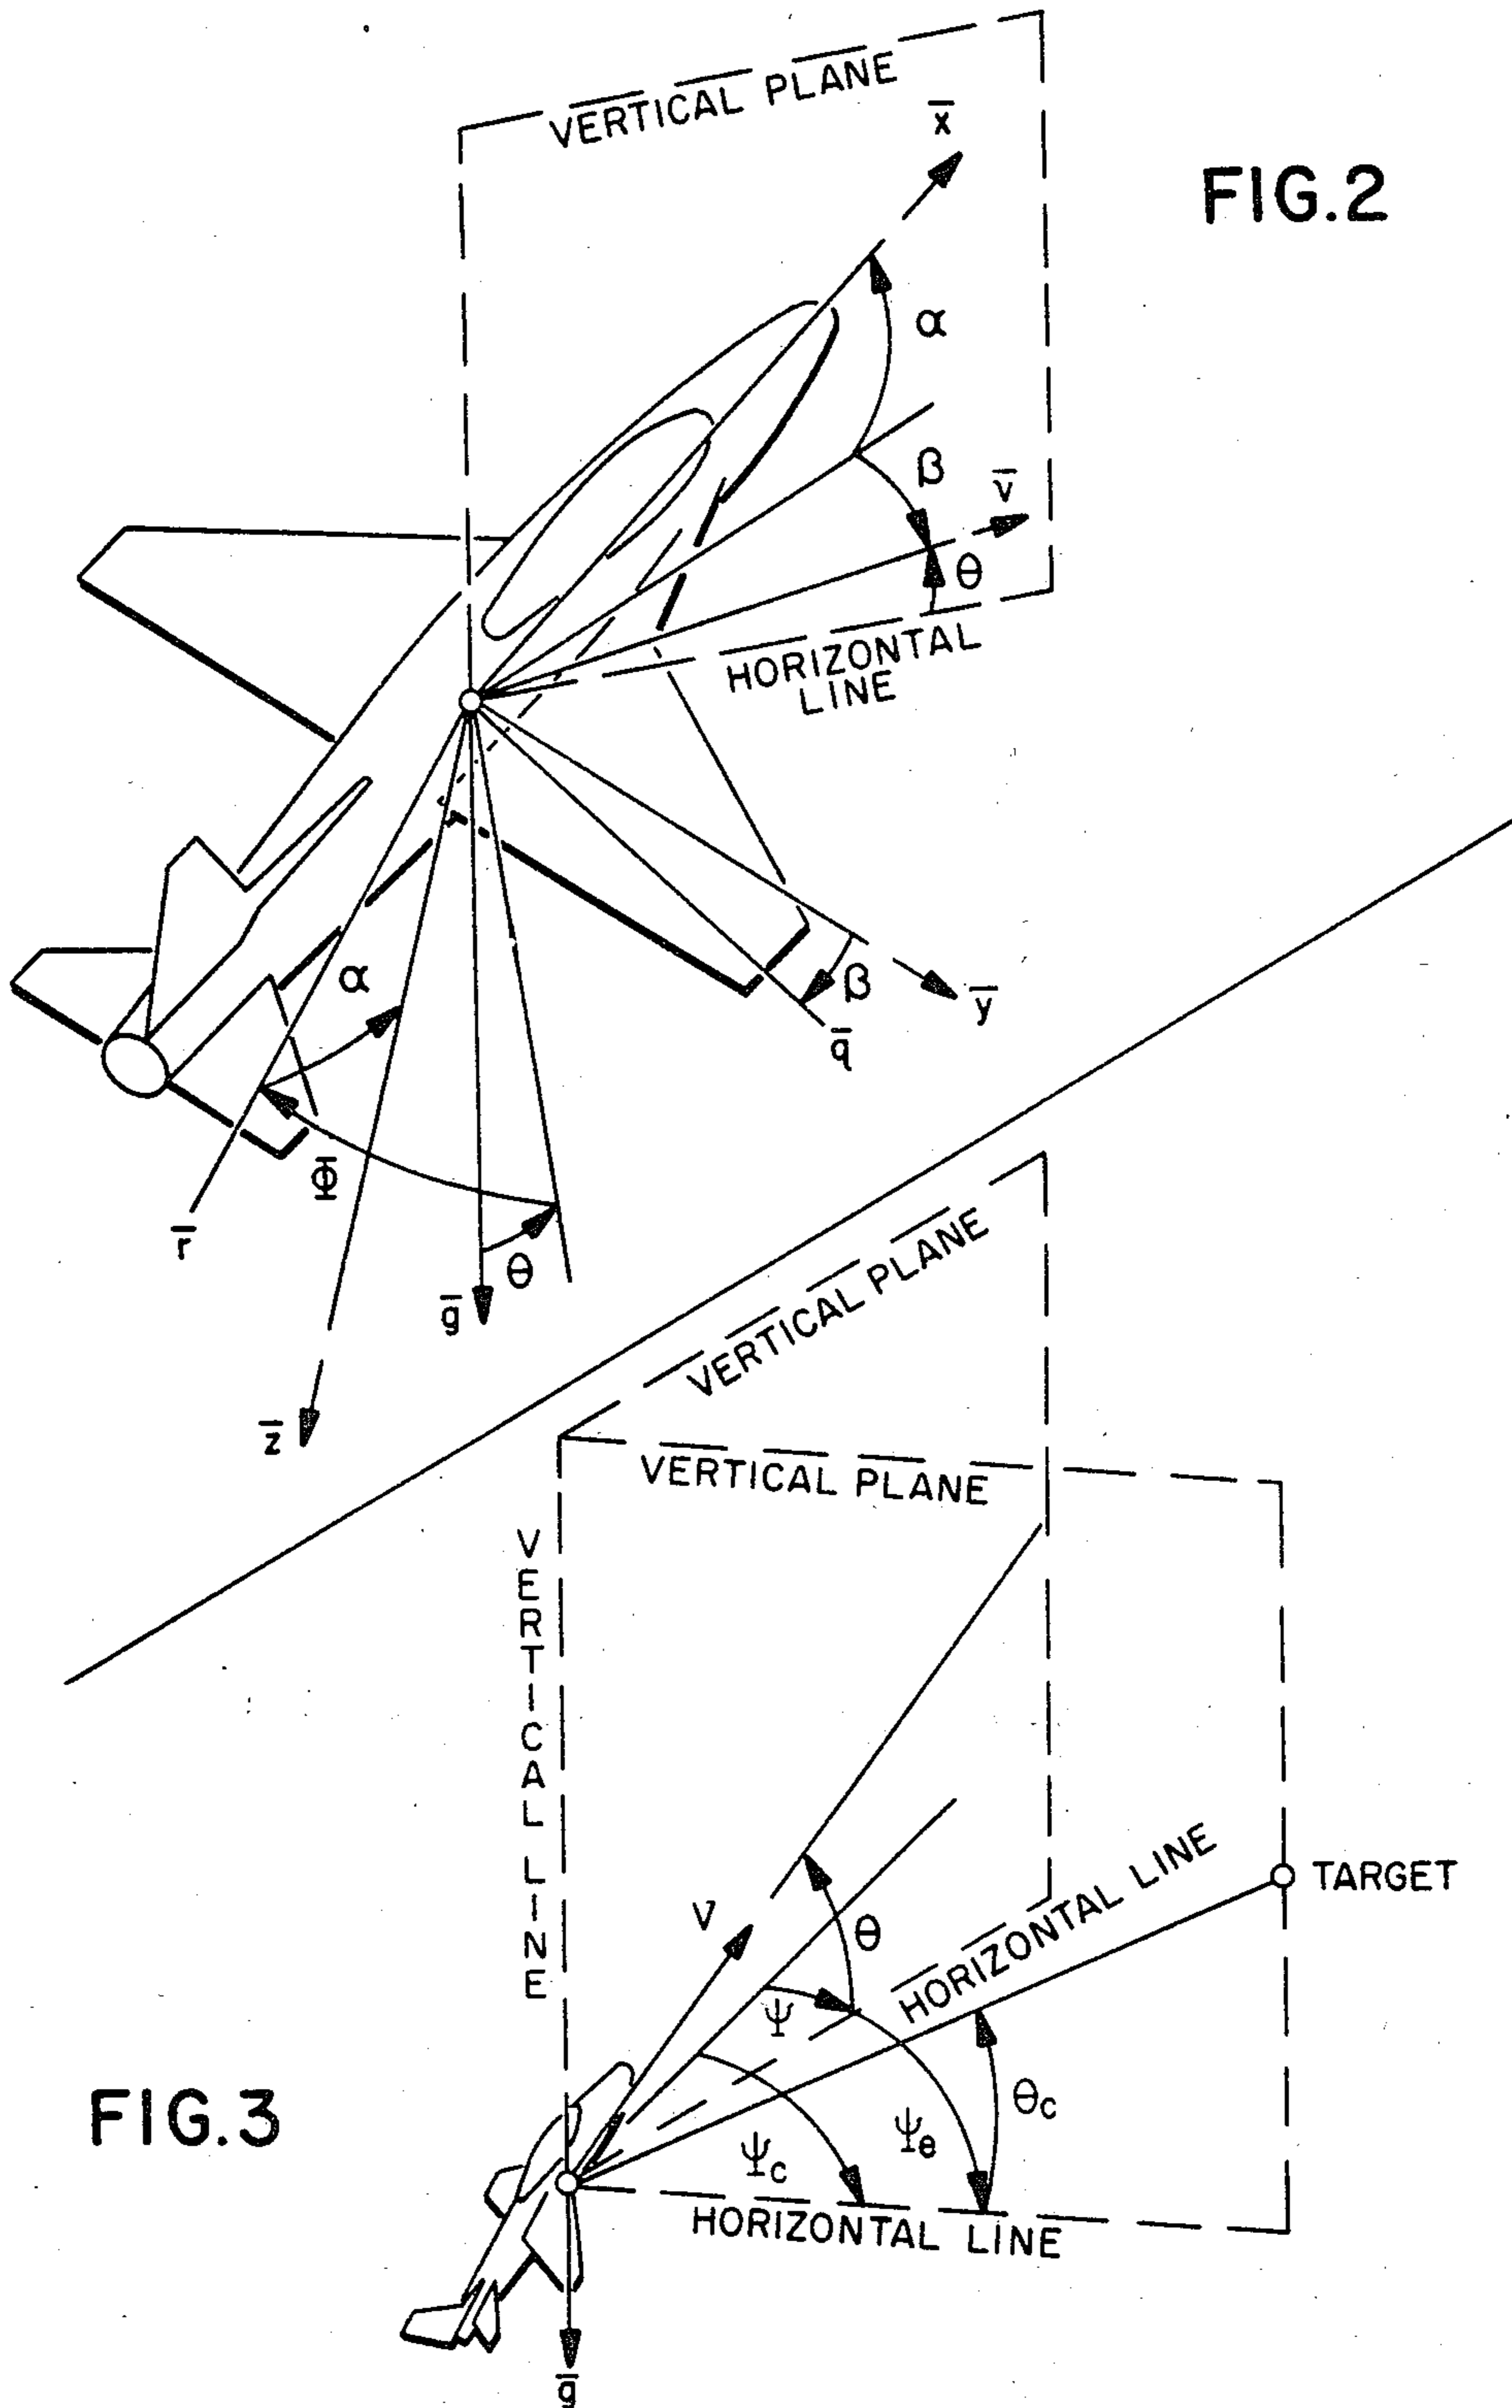 VERTICAL PLANE
x̅
FIG.2
α
β
v̅
θ
HORIZONTAL
LINE
α
β
y̅
q̅
Φ̅
r̅
θ
g̅
z̅
VERTICAL PLANE
VERTICAL PLANE
VERTICAL LINE
HORIZONTAL LINE
TARGET
V
θ
ψ
FIG.3
θc
ψe
ψc
HORIZONTAL LINE
g̅